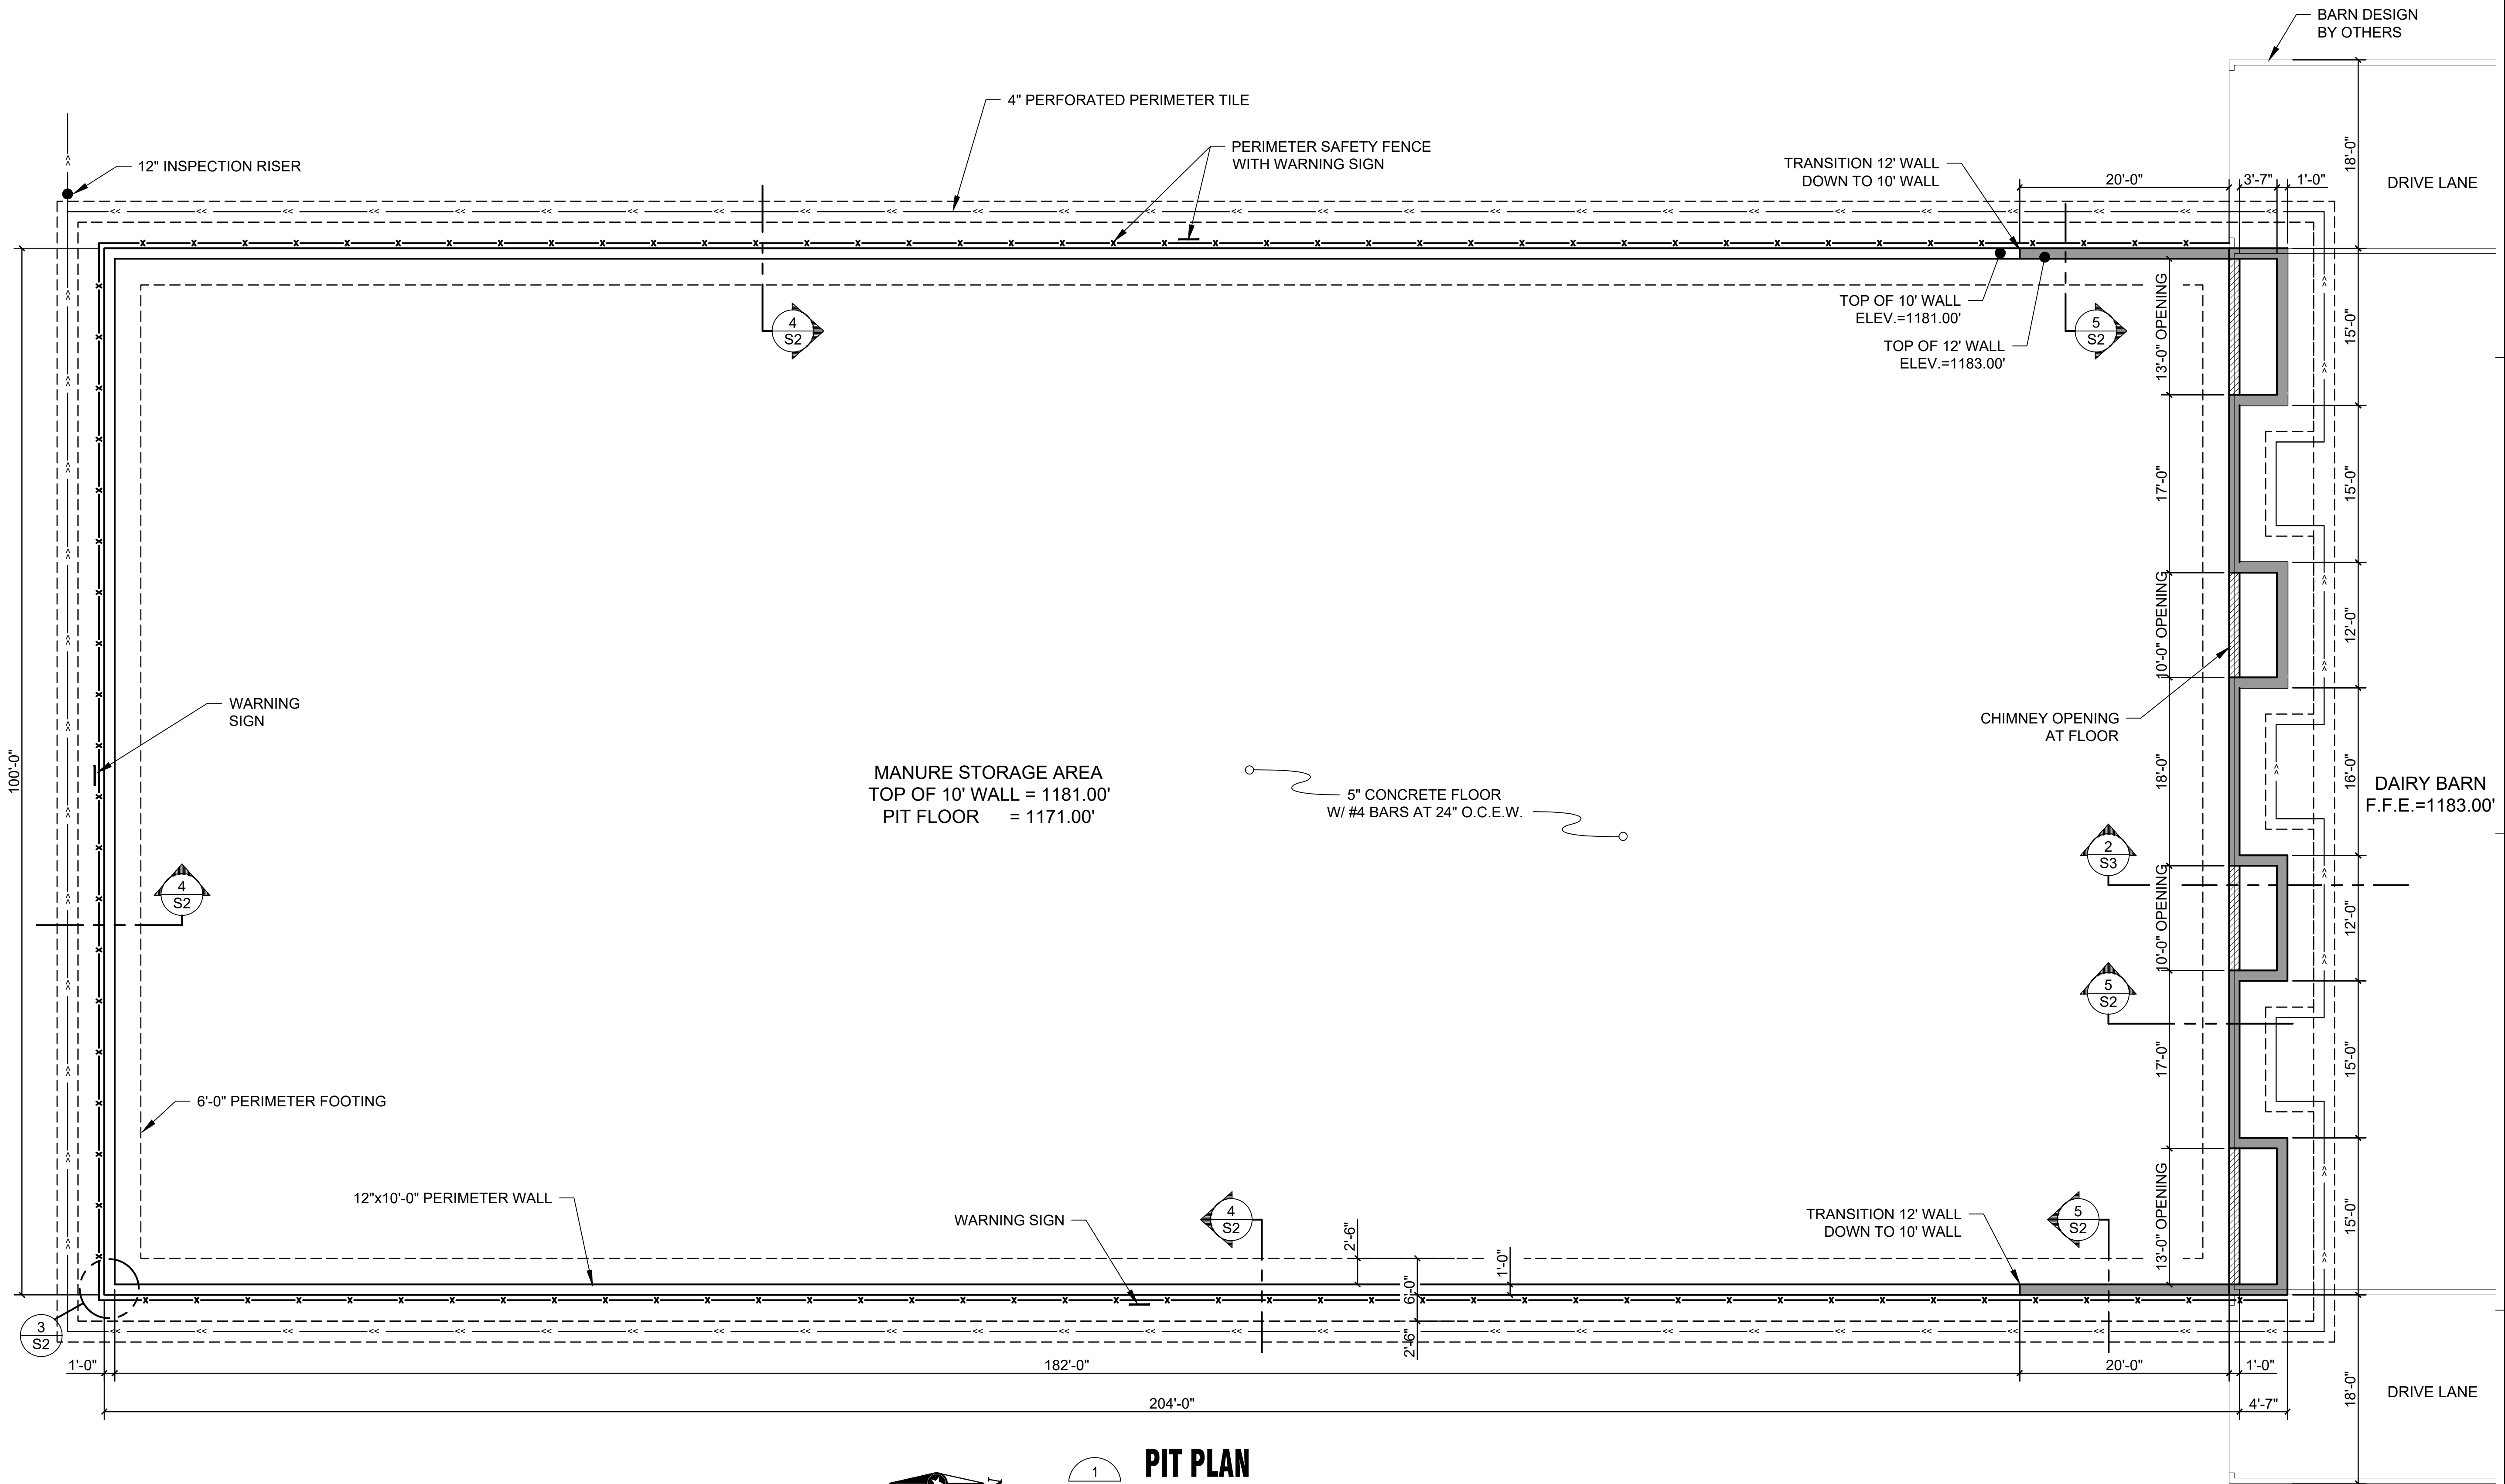 BARN DESIGN
BY OTHERS
4" PERFORATED PERIMETER TILE
12" INSPECTION RISER
PERIMETER SAFETY FENCE
WITH WARNING SIGN
TRANSITION 12' WALL
DOWN TO 10' WALL
20'-0"
3'-7"
1'-0"
18'-0"
DRIVE LANE
TOP OF 10' WALL
ELEV.=1181.00'
TOP OF 12' WALL
ELEV.=1183.00'
4
S2
5
S2
13'-0" OPENING
15'-0"
17'-0"
15'-0"
10'-0" OPENING
12'-0"
WARNING
SIGN
CHIMNEY OPENING
AT FLOOR
18'-0"
16'-0"
100'-0"
MANURE STORAGE AREA
TOP OF 10' WALL = 1181.00'
PIT FLOOR = 1171.00'
5" CONCRETE FLOOR
W/ #4 BARS AT 24" O.C.E.W.
DAIRY BARN
F.F.E.=1183.00'
2
S3
4
S2
10'-0" OPENING
12'-0"
5
S2
17'-0"
15'-0"
6'-0" PERIMETER FOOTING
12"x10'-0" PERIMETER WALL
WARNING SIGN
4
S2
2'-6"
6'-0"
2'-6"
1'-0"
TRANSITION 12' WALL
DOWN TO 10' WALL
5
S2
13'-0" OPENING
15'-0"
3
S2
1'-0"
182'-0"
20'-0"
1'-0"
204'-0"
4'-7"
18'-0"
DRIVE LANE
1
PIT PLAN